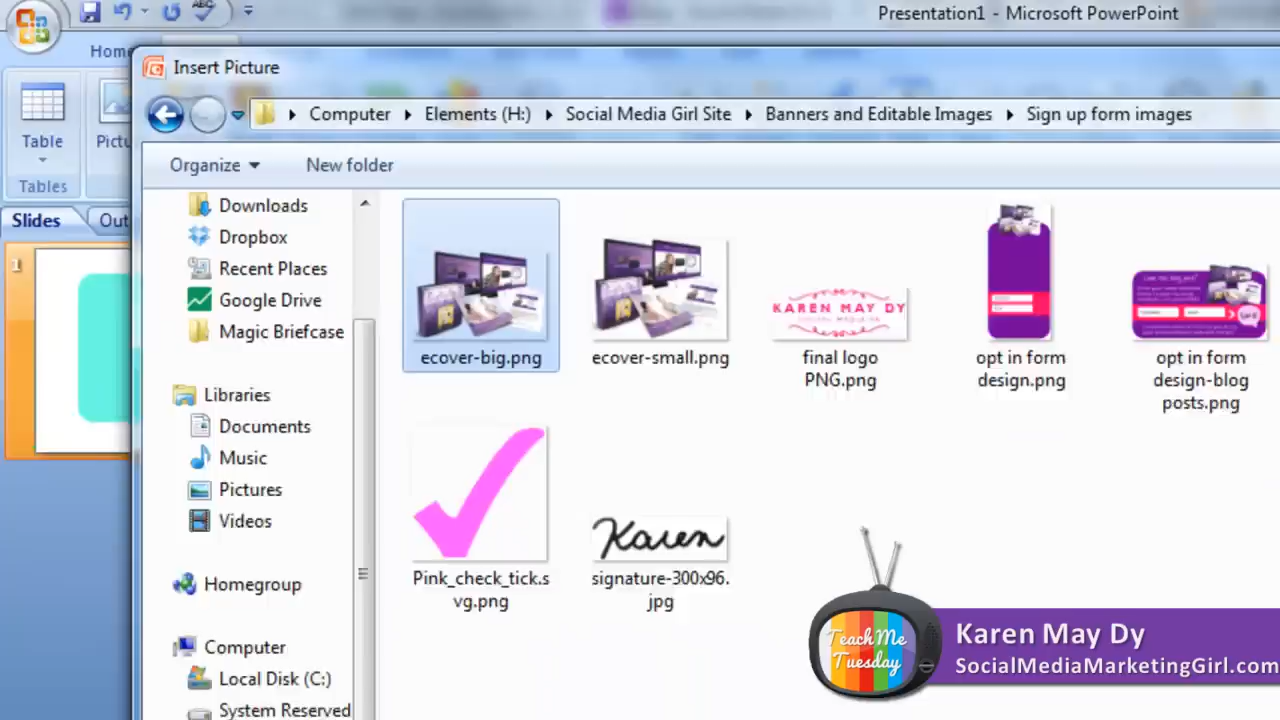 ABC
Presentation1 - Microsoft PowerPoint
Hom
Insert Picture
Computer
Elements (H:)
Social Media Girl Site
Banners and Editable Images
Sign up form images
Table
Pictu
Organize
New folder
Tables
Slides
Out
1
Downloads
Dropbox
Recent Places
Google Drive
Magic Briefcase
Libraries
Documents
Music
Pictures
Videos
Homegroup
Computer
Local Disk (C:)
System Reserved
KAREN MAY DY
ecover-big.png
ecover-small.png
final logo
PNG.png
opt in form
design.png
opt in form
design-blog
posts.png
Karen
Pink_check_tick.s
vg.png
signature-300x96.
jpg
Teach Me
Tuesday
Karen May Dy
SocialMediaMarketingGirl.com